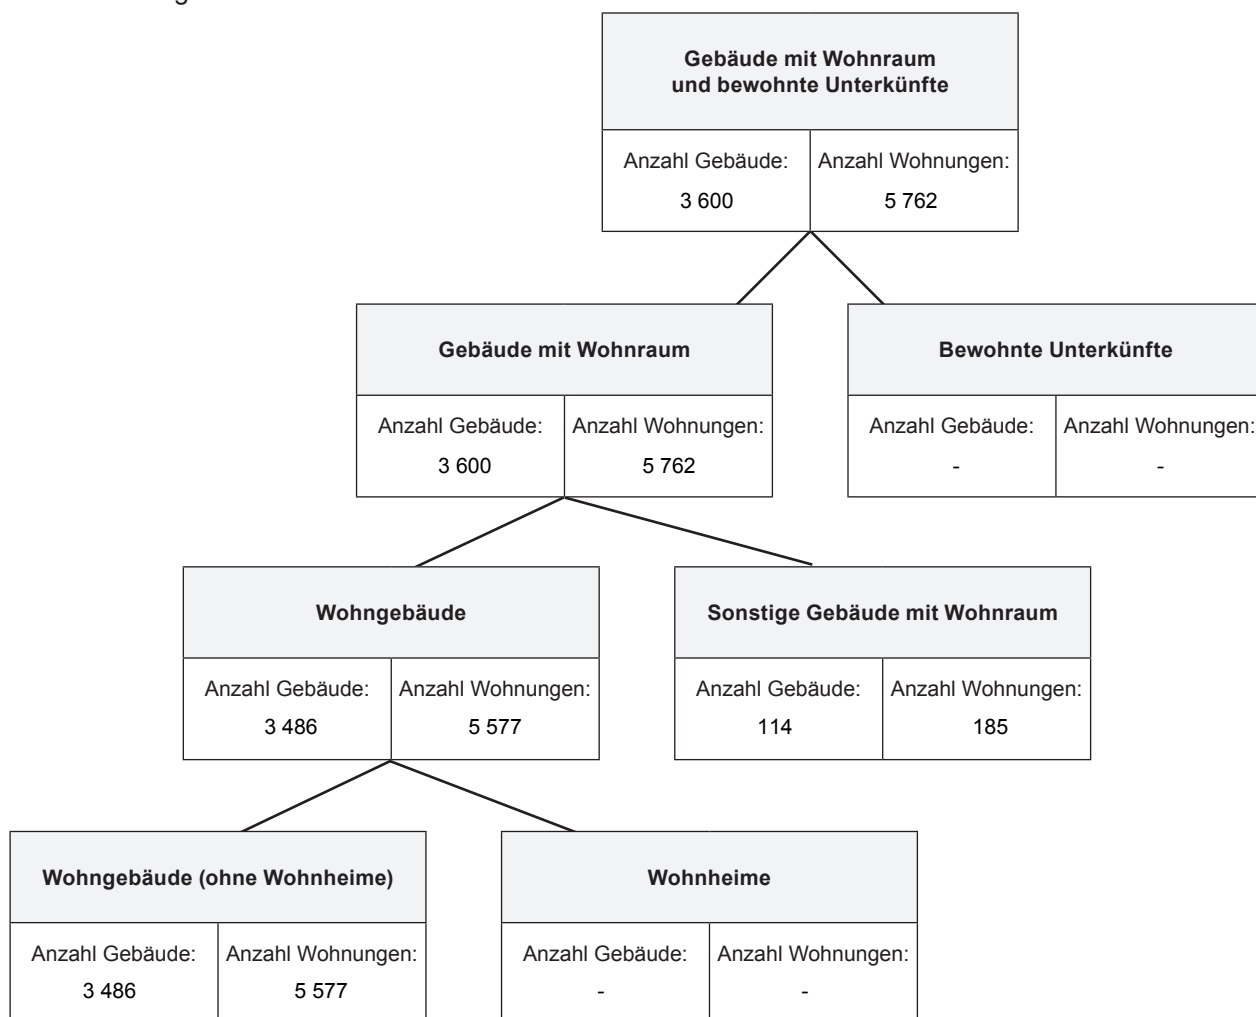 Gebäude mit Wohnraum
und bewohnte Unterkünfte
Anzahl Gebäude: Anzahl Wohnungen:
3 600 5 762
Gebäude mit Wohnraum Bewohnte Unterkünfte
Anzahl Gebäude: Anzahl Wohnungen: Anzahl Gebäude: Anzahl Wohnungen:
3 600 5 762 - -
Wohngebäude Sonstige Gebäude mit Wohnraum
Anzahl Gebäude: Anzahl Wohnungen: Anzahl Gebäude: Anzahl Wohnungen:
3 486 5 577 114 185
Wohngebäude (ohne Wohnheime) Wohnheime
Anzahl Gebäude: Anzahl Wohnungen: Anzahl Gebäude: Anzahl Wohnungen:
3 486 5 577 - -